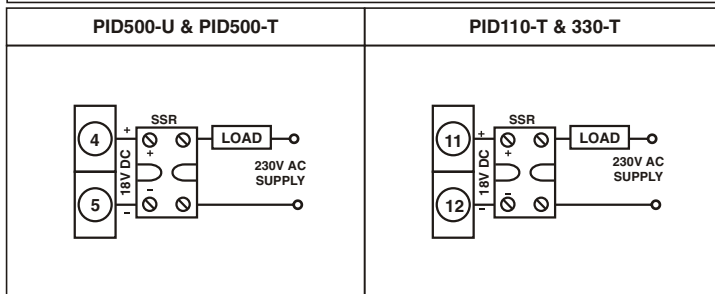 PID500-U & PID500-T
SSR
4
+
+
LOAD
18V DC
230V AC
SUPPLY
5
–
–
PID110-T & 330-T
SSR
11
+
+
LOAD
18V DC
230V AC
SUPPLY
12
–
–